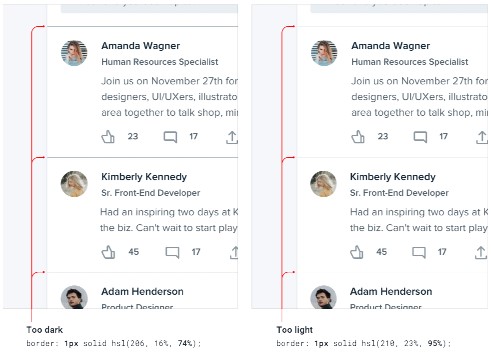 Amanda Wagner
Human Resources Specialist
Join us on November 27th for
designers, UI/UXers, illustrato
area together to talk shop, min
23 17
Kimberly Kennedy
Sr. Front-End Developer
Had an inspiring two days at K
the biz. Can't wait to start play
45 17
Adam Henderson
Product Designer
Too dark
border: 1px solid hsl(206, 16%, 74%);
Amanda Wagner
Human Resources Specialist
Join us on November 27th for
designers, UI/UXers, illustrato
area together to talk shop, min
23 17
Kimberly Kennedy
Sr. Front-End Developer
Had an inspiring two days at K
the biz. Can't wait to start play
45 17
Adam Henderson
Product Designer
Too light
border: 1px solid hsl(210, 23%, 95%);